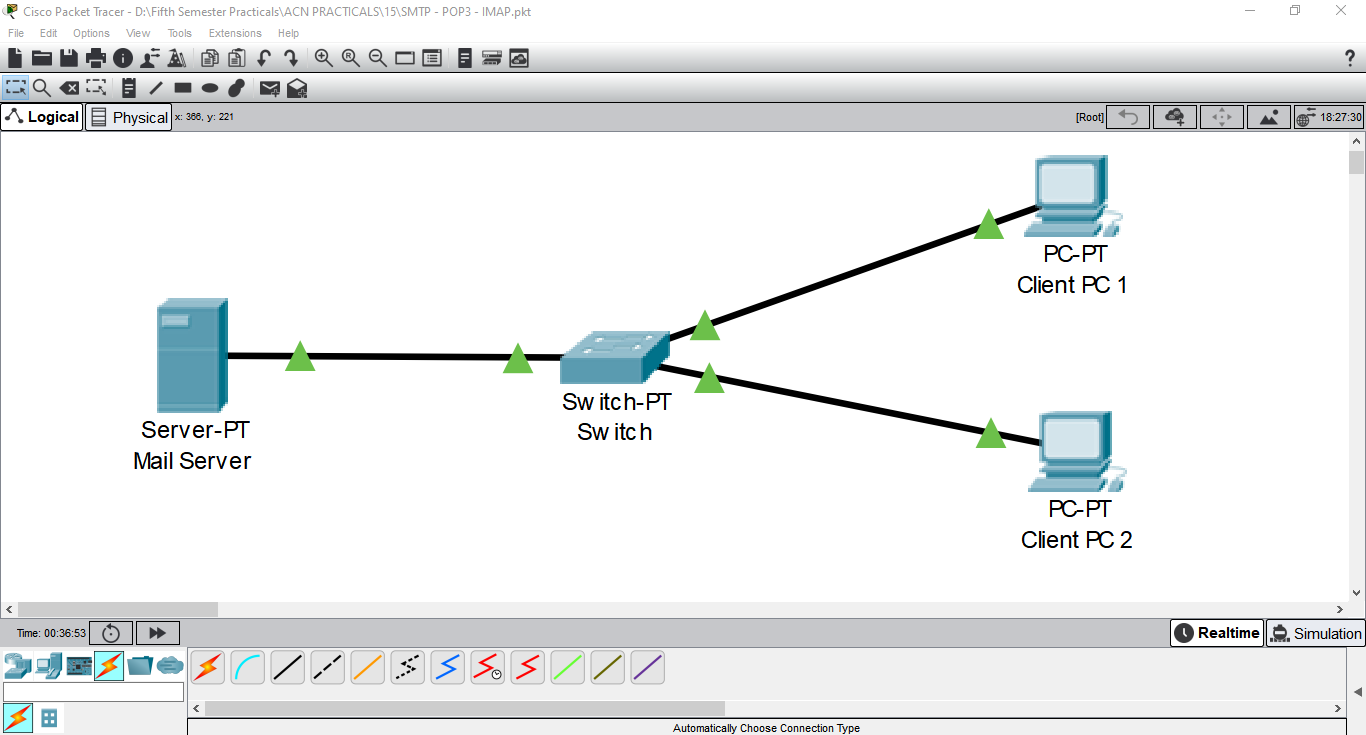 Cisco Packet Tracer - D:\Fifth Semester Practicals\ACN PRACTICALS\15\SMTP - POP3 - IMAP.pkt
File Edit Options View Tools Extensions Help
?
Logical Physical x: 366, y: 221 [Root] 18:27:30
PC-PT
Client PC 1
Server-PT
Mail Server
Switch-PT
Switch
PC-PT
Client PC 2
Time: 00:36:53 Realtime Simulation
Automatically Choose Connection Type